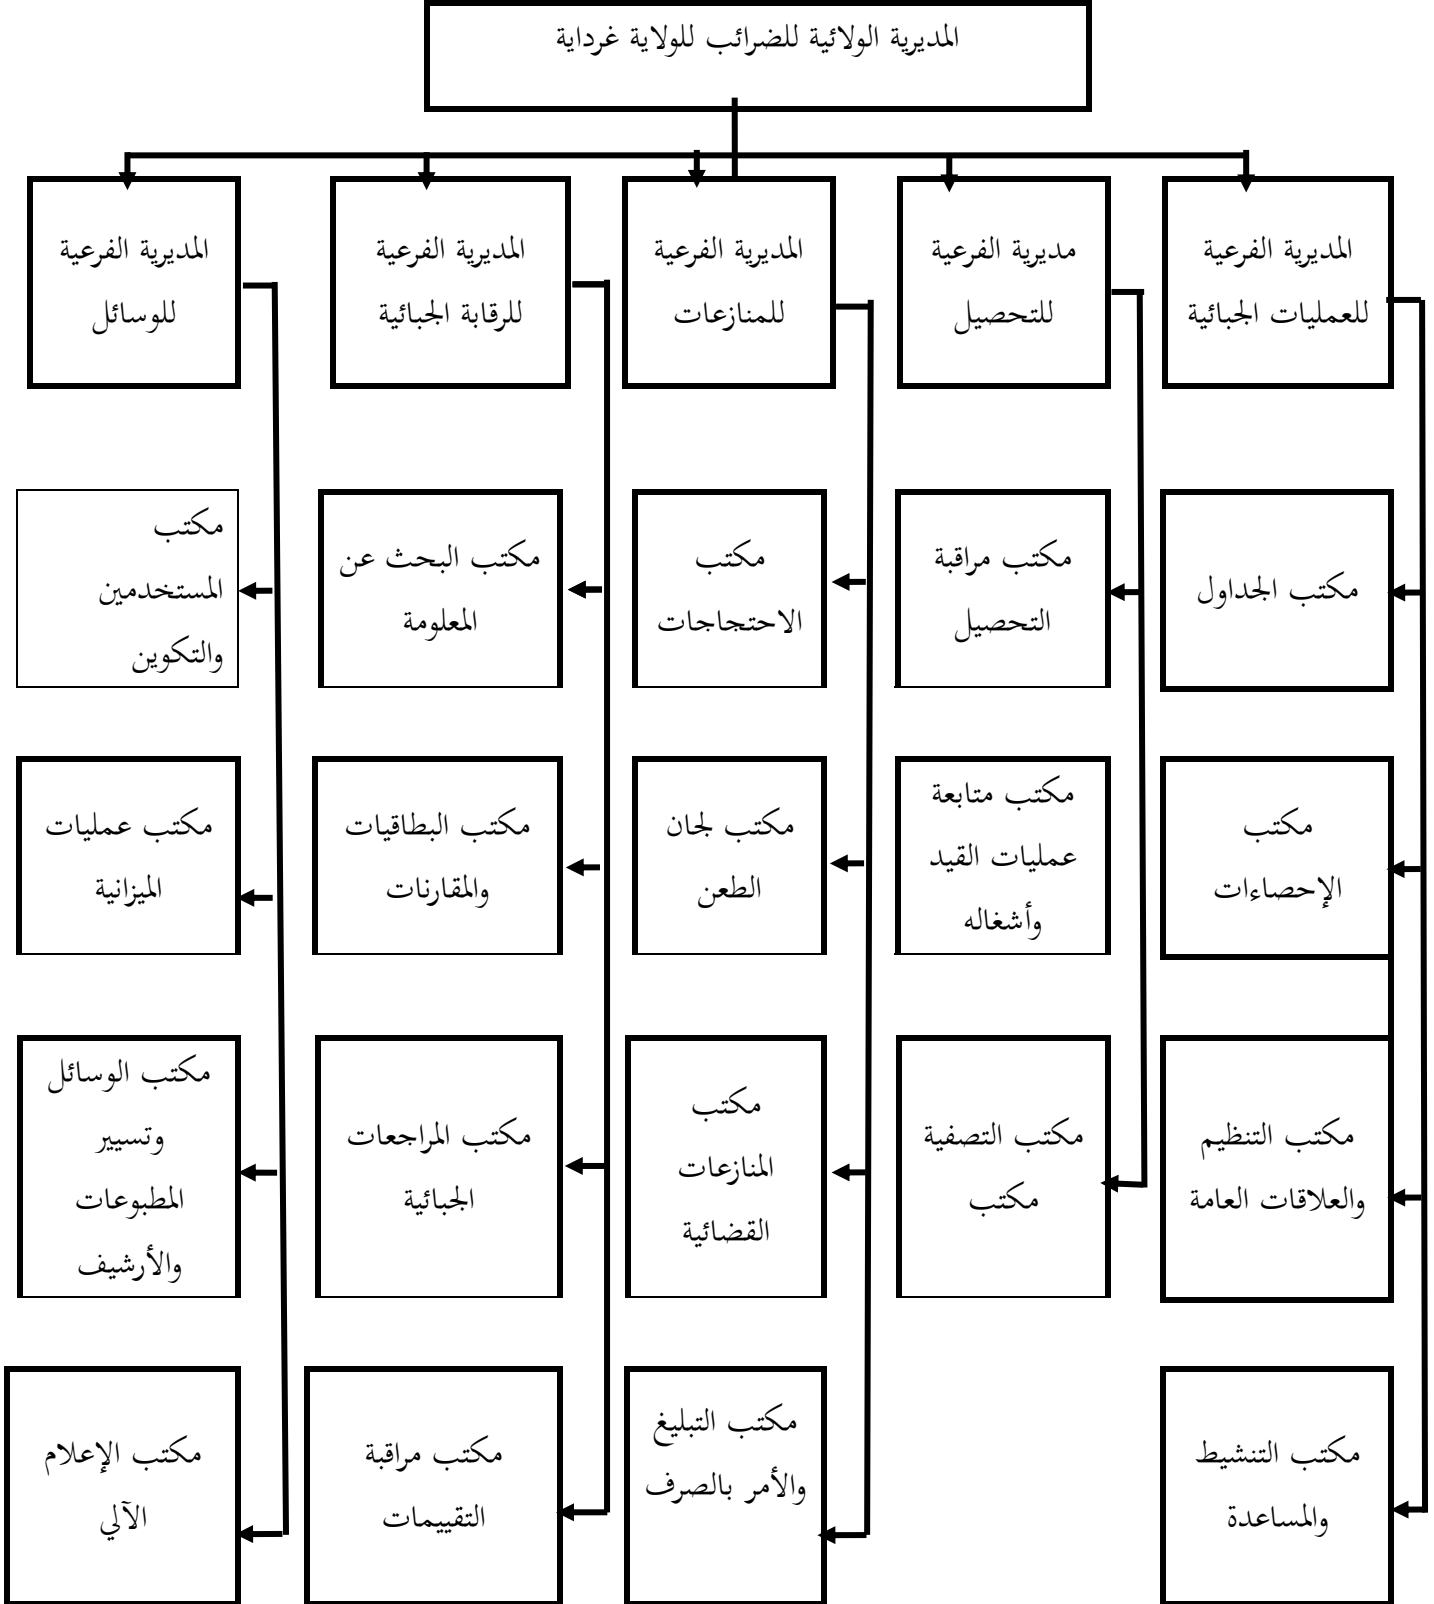 المديرية الولائية للضرائب للولاية غرداية
المديرية الفرعية
للعمليات الجبائية
مديرية الفرعية
للتحصيل
المديرية الفرعية
للمنازعات
المديرية الفرعية
للرقابة الجبائية
المديرية الفرعية
للوسائل
مكتب الجداول
مكتب مراقبة
التحصيل
مكتب
الاحتجاجات
مكتب البحث عن
المعلومة
مكتب
المستخدمين
والتكوين
مكتب
الإحصاءات
مكتب متابعة
عمليات القيد
وأشغاله
مكتب لجان
الطعن
مكتب البطاقيات
والمقارنات
مكتب عمليات
الميزانية
مكتب التنظيم
والعلاقات العامة
مكتب التصفية
مكتب
مكتب
المنازعات
القضائية
مكتب المراجعات
الجبائية
مكتب الوسائل
وتسيير
المطبوعات
والأرشيف
مكتب التنشيط
والمساعدة
مكتب التبليغ
والأمر بالصرف
مكتب مراقبة
التقييمات
مكتب الإعلام
الآلي